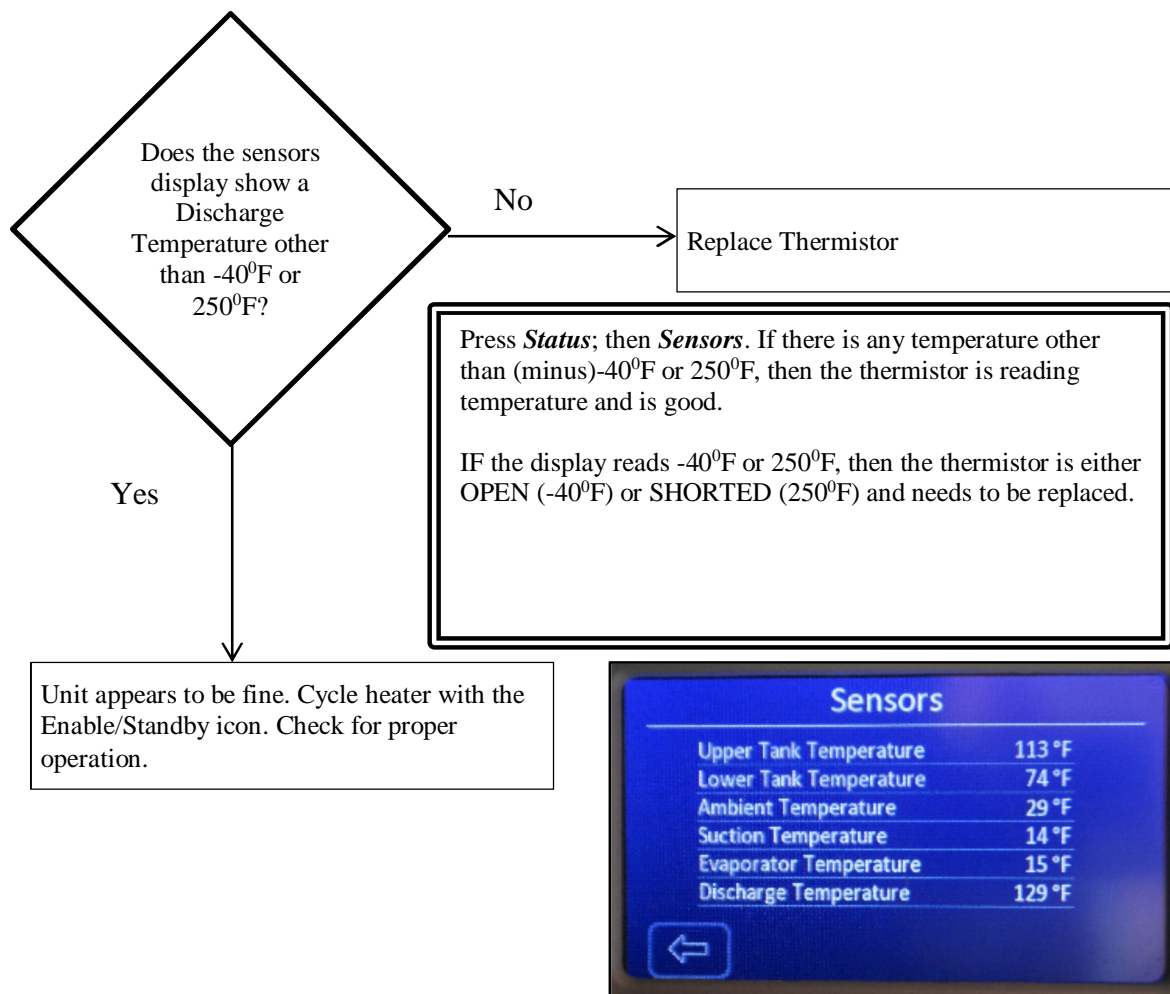 Does the sensors
display show a
Discharge
Temperature other
than -40⁰F or
250⁰F?
No
Replace Thermistor
Press Status; then Sensors. If there is any temperature other
than (minus)-40⁰F or 250⁰F, then the thermistor is reading
temperature and is good.
IF the display reads -40⁰F or 250⁰F, then the thermistor is either
OPEN (-40⁰F) or SHORTED (250⁰F) and needs to be replaced.
Yes
Unit appears to be fine. Cycle heater with the
Enable/Standby icon. Check for proper
operation.
Sensors
Upper Tank Temperature 113 °F
Lower Tank Temperature 74 °F
Ambient Temperature 29 °F
Suction Temperature 14 °F
Evaporator Temperature 15 °F
Discharge Temperature 129 °F